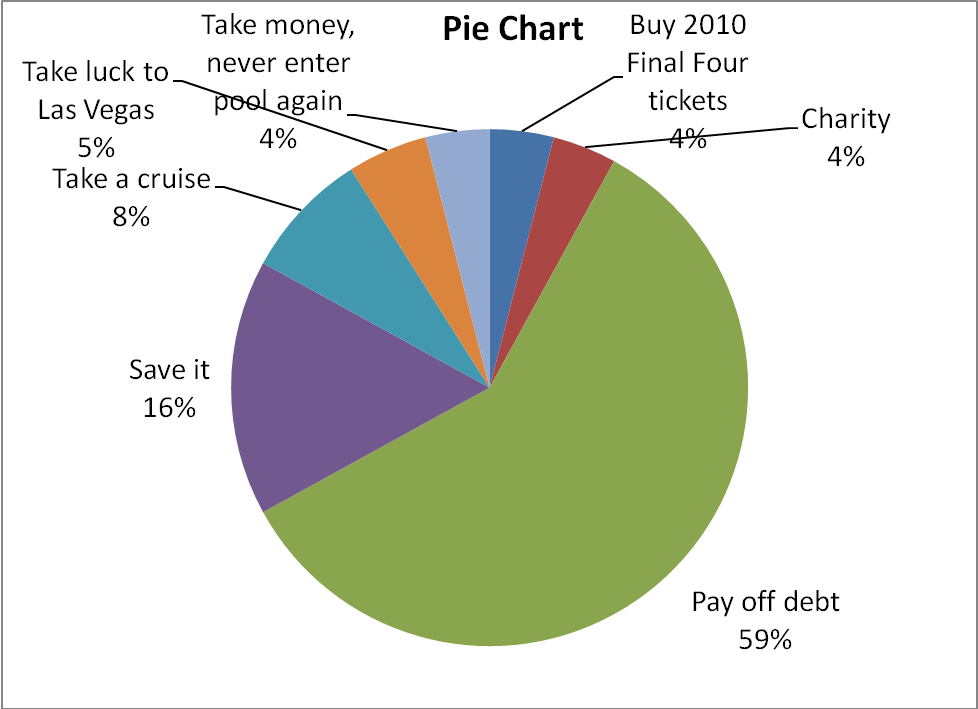 Pie Chart
Take money,
never enter
pool again
4%
Buy 2010
Final Four
tickets
4%
Take luck to
Las Vegas
5%
Charity
4%
Take a cruise
8%
Save it
16%
Pay off debt
59%